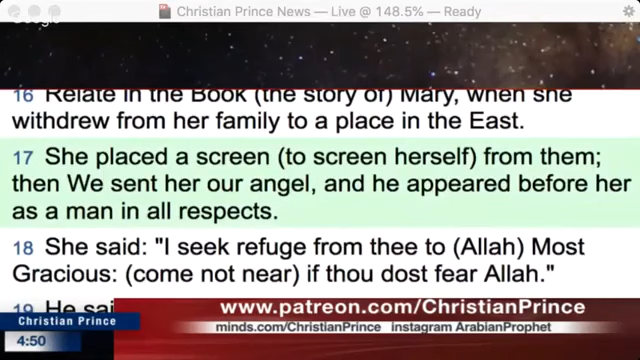 Christian Prince News — Live @ 148.5% — Ready
Google
16 Relate in the Book (the story of) Mary, when she
withdrew from her family to a place in the East.
17 She placed a screen (to screen herself) from them;
then We sent her our angel, and he appeared before her
as a man in all respects.
18 She said: "I seek refuge from thee to (Allah) Most
Gracious: (come not near) if thou dost fear Allah."
19 He sai
www.patreon.com/ChristianPrince
Christian Prince
minds.com/ChristianPrince instagram ArabianProphet
4:50